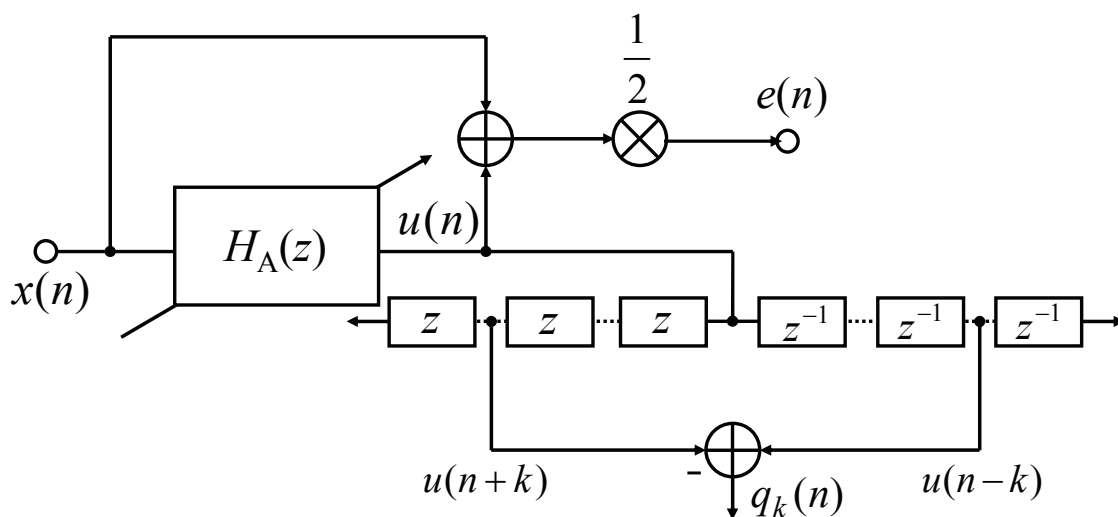 1
2
e(n)
u(n)
H_A(z)
x(n)
z
z
z
z^{-1}
z^{-1}
z^{-1}
u(n+k)
-
q_k(n)
u(n−k)